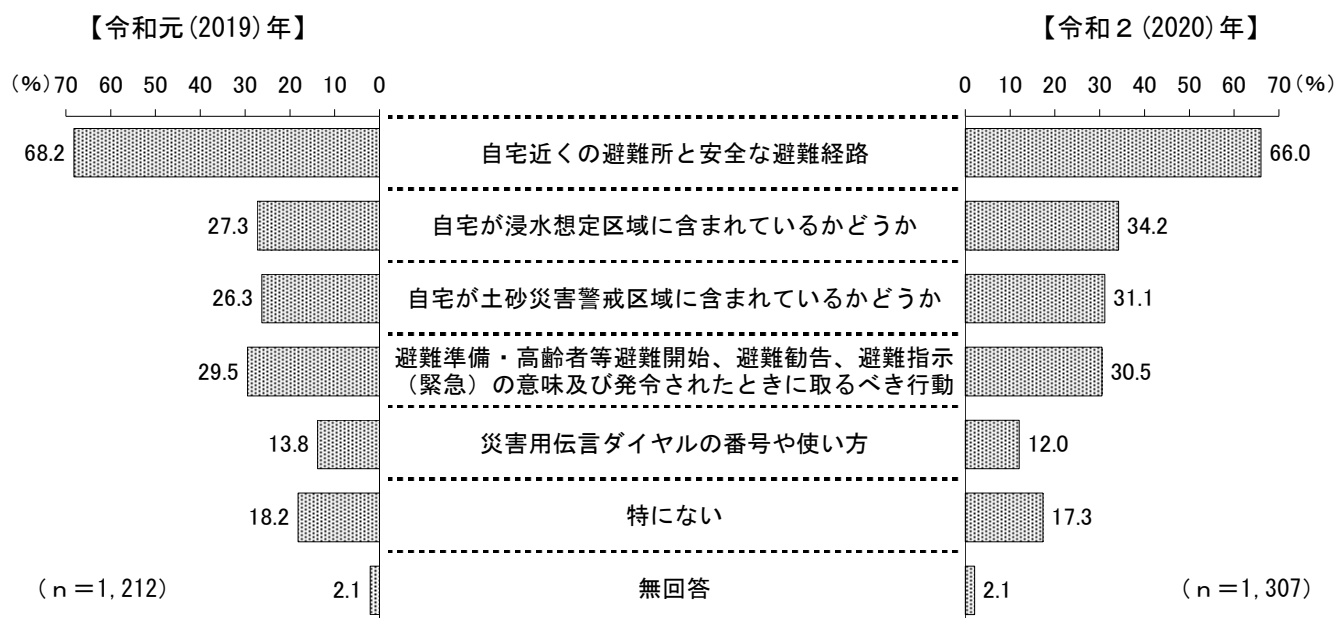 【令和元(2019)年】 【令和２(2020)年】
(%) 70 60 50 40 30 20 10 0 0 10 20 30 40 50 60 70 (%)
68.2 自宅近くの避難所と安全な避難経路 66.0
27.3 自宅が浸水想定区域に含まれているかどうか 34.2
26.3 自宅が土砂災害警戒区域に含まれているかどうか 31.1
避難準備・高齢者等避難開始、避難勧告、避難指示
29.5 （緊急）の意味及び発令されたときに取るべき行動 30.5
13.8 災害用伝言ダイヤルの番号や使い方 12.0
18.2 特にない 17.3
(ｎ＝1,212) 2.1 無回答 2.1 (ｎ＝1,307)